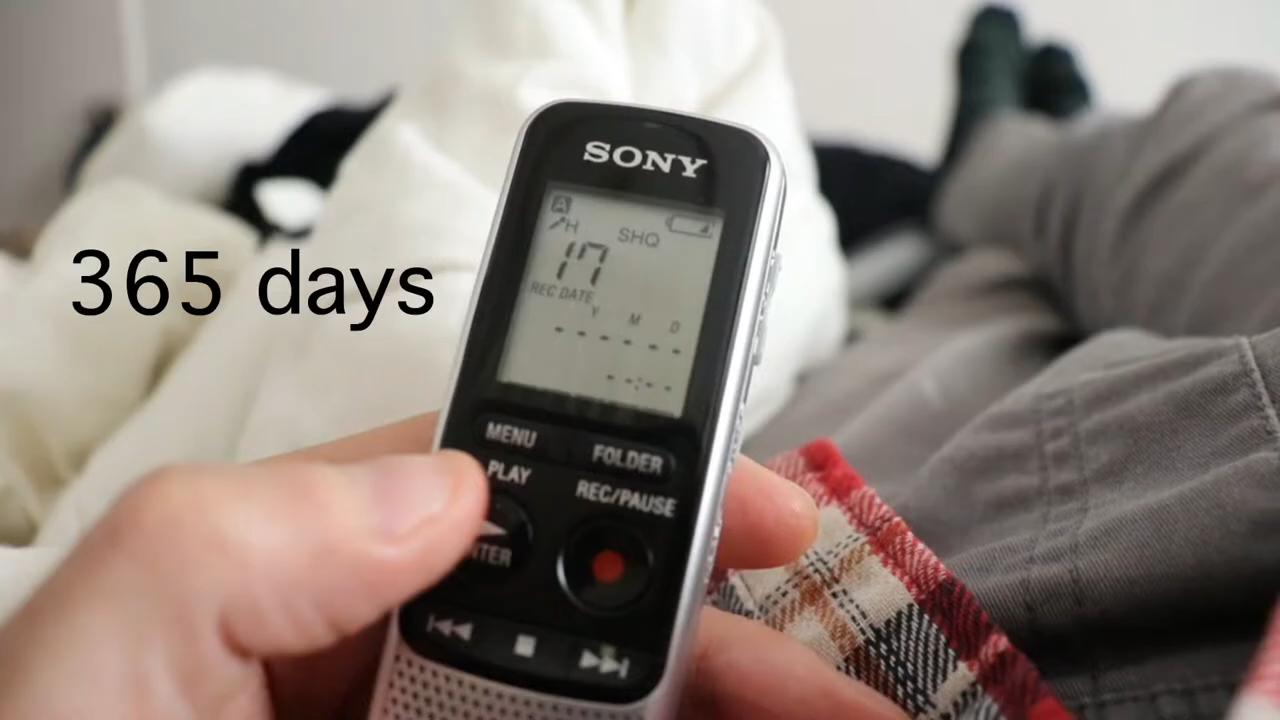 SONY
A
H SHQ
17
REC DATE
Y M D
365 days
MENU FOLDER
PLAY REC/PAUSE
ENTER